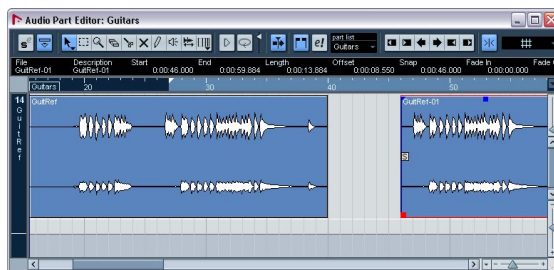 Audio Part Editor: Guitars
part list
Guitars
File Description Start End Length Offset Snap Fade In Fade
GuitRef-01 GuitRef-01 0:00:46.000 0:00:59.884 0:00:13.884 0:00:08.550 0:00:46.000 0:00:00.000
Guitars 20 30 40 50
14 GuitRef
GuitRef
GuitRef-01
S